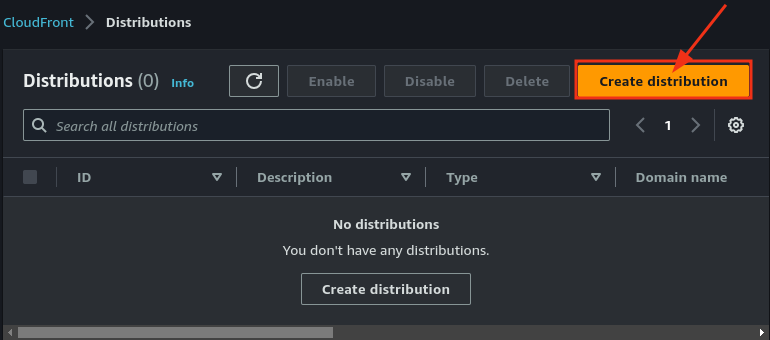 CloudFront > Distributions
Distributions (0) Info Enable Disable Delete Create distribution
Search all distributions 1
ID Description Type Domain name
No distributions
You don't have any distributions.
Create distribution